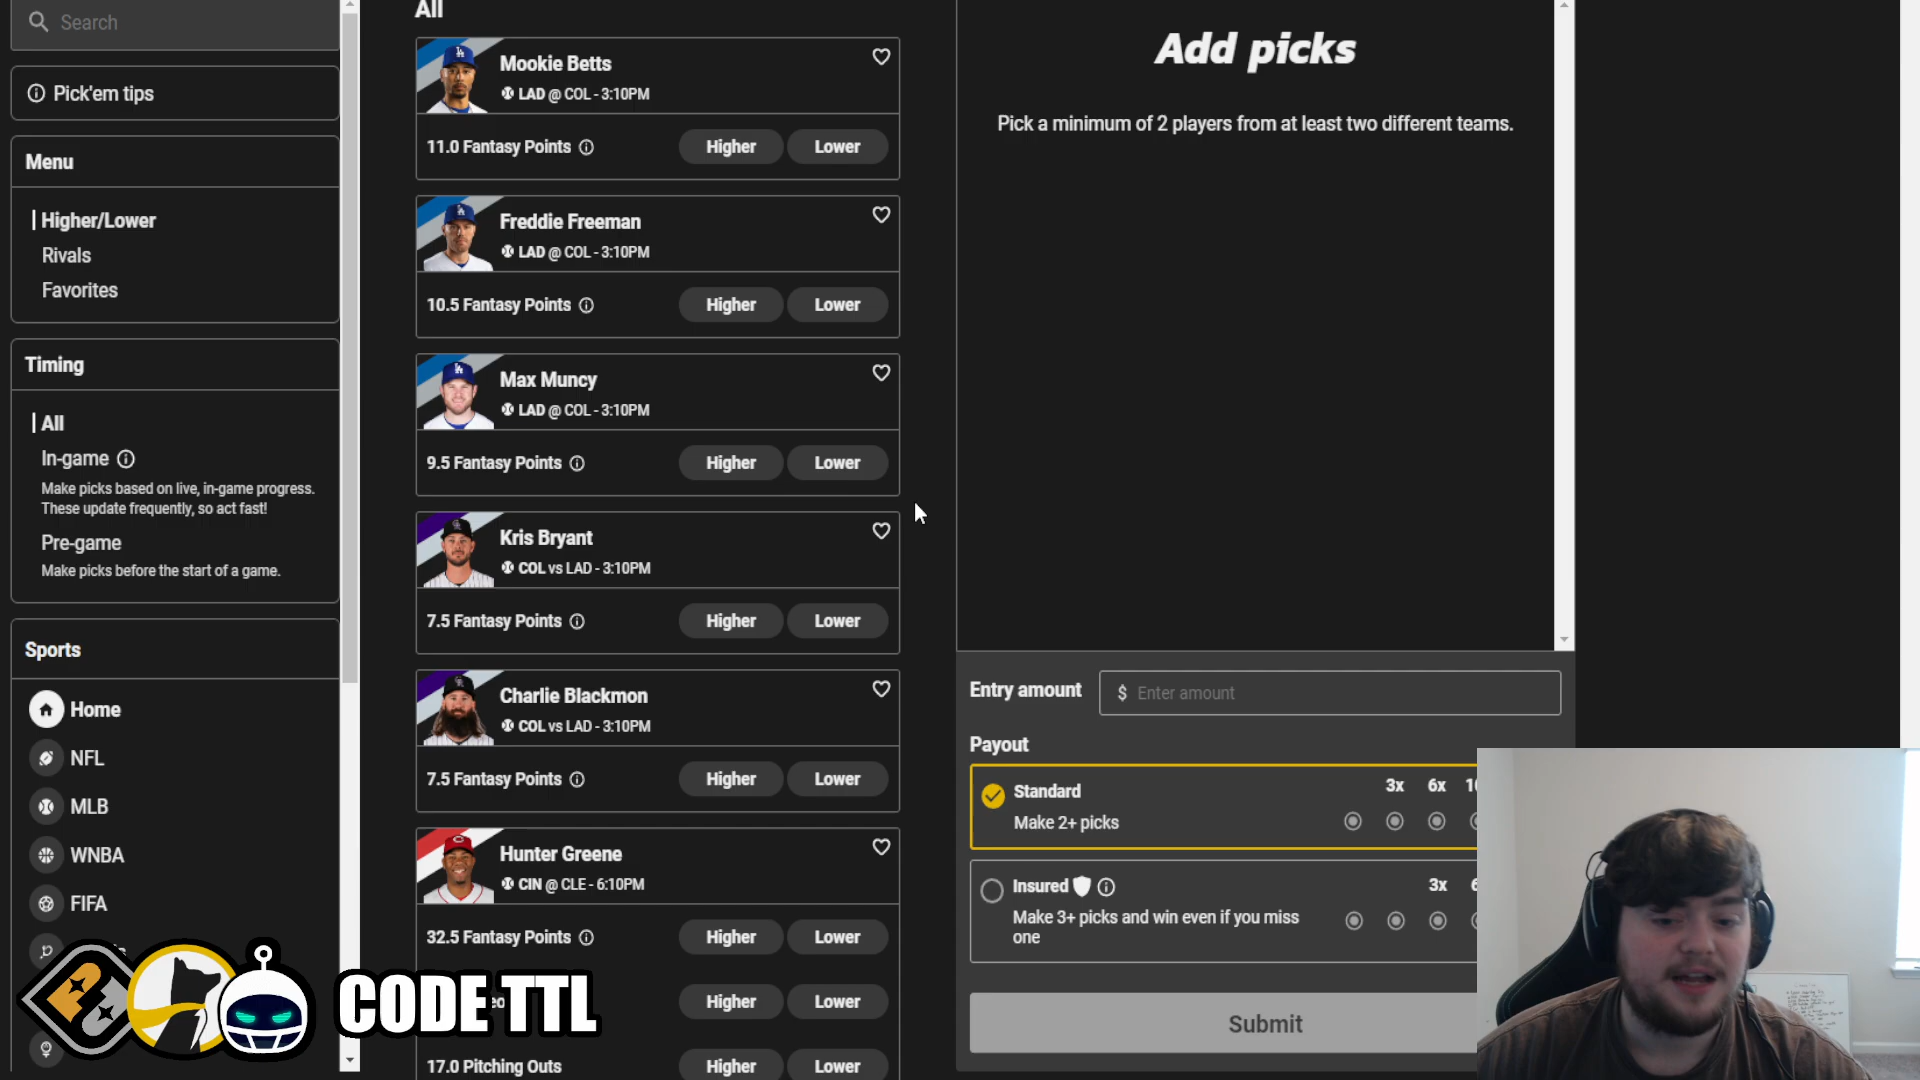 Search
Pick'em tips
Menu
Higher/Lower
Rivals
Favorites
Timing
All
In-game
Make picks based on live, in-game progress.
These update frequently, so act fast!
Pre-game
Make picks before the start of a game.
Sports
Home
NFL
MLB
WNBA
FIFA
All
Mookie Betts
LAD @ COL - 3:10PM
11.0 Fantasy Points
Higher
Lower
Freddie Freeman
LAD @ COL - 3:10PM
10.5 Fantasy Points
Higher
Lower
Max Muncy
LAD @ COL - 3:10PM
9.5 Fantasy Points
Higher
Lower
Kris Bryant
COL vs LAD - 3:10PM
7.5 Fantasy Points
Higher
Lower
Charlie Blackmon
COL vs LAD - 3:10PM
7.5 Fantasy Points
Higher
Lower
Hunter Greene
CIN @ CLE - 6:10PM
32.5 Fantasy Points
Higher
Lower
Higher
Lower
17.0 Pitching Outs
Higher
Lower
Add picks
Pick a minimum of 2 players from at least two different teams.
Entry amount
$ Enter amount
Payout
Standard
3x 6x
Make 2+ picks
Insured
3x
Make 3+ picks and win even if you miss
one
Submit
CODE TTL